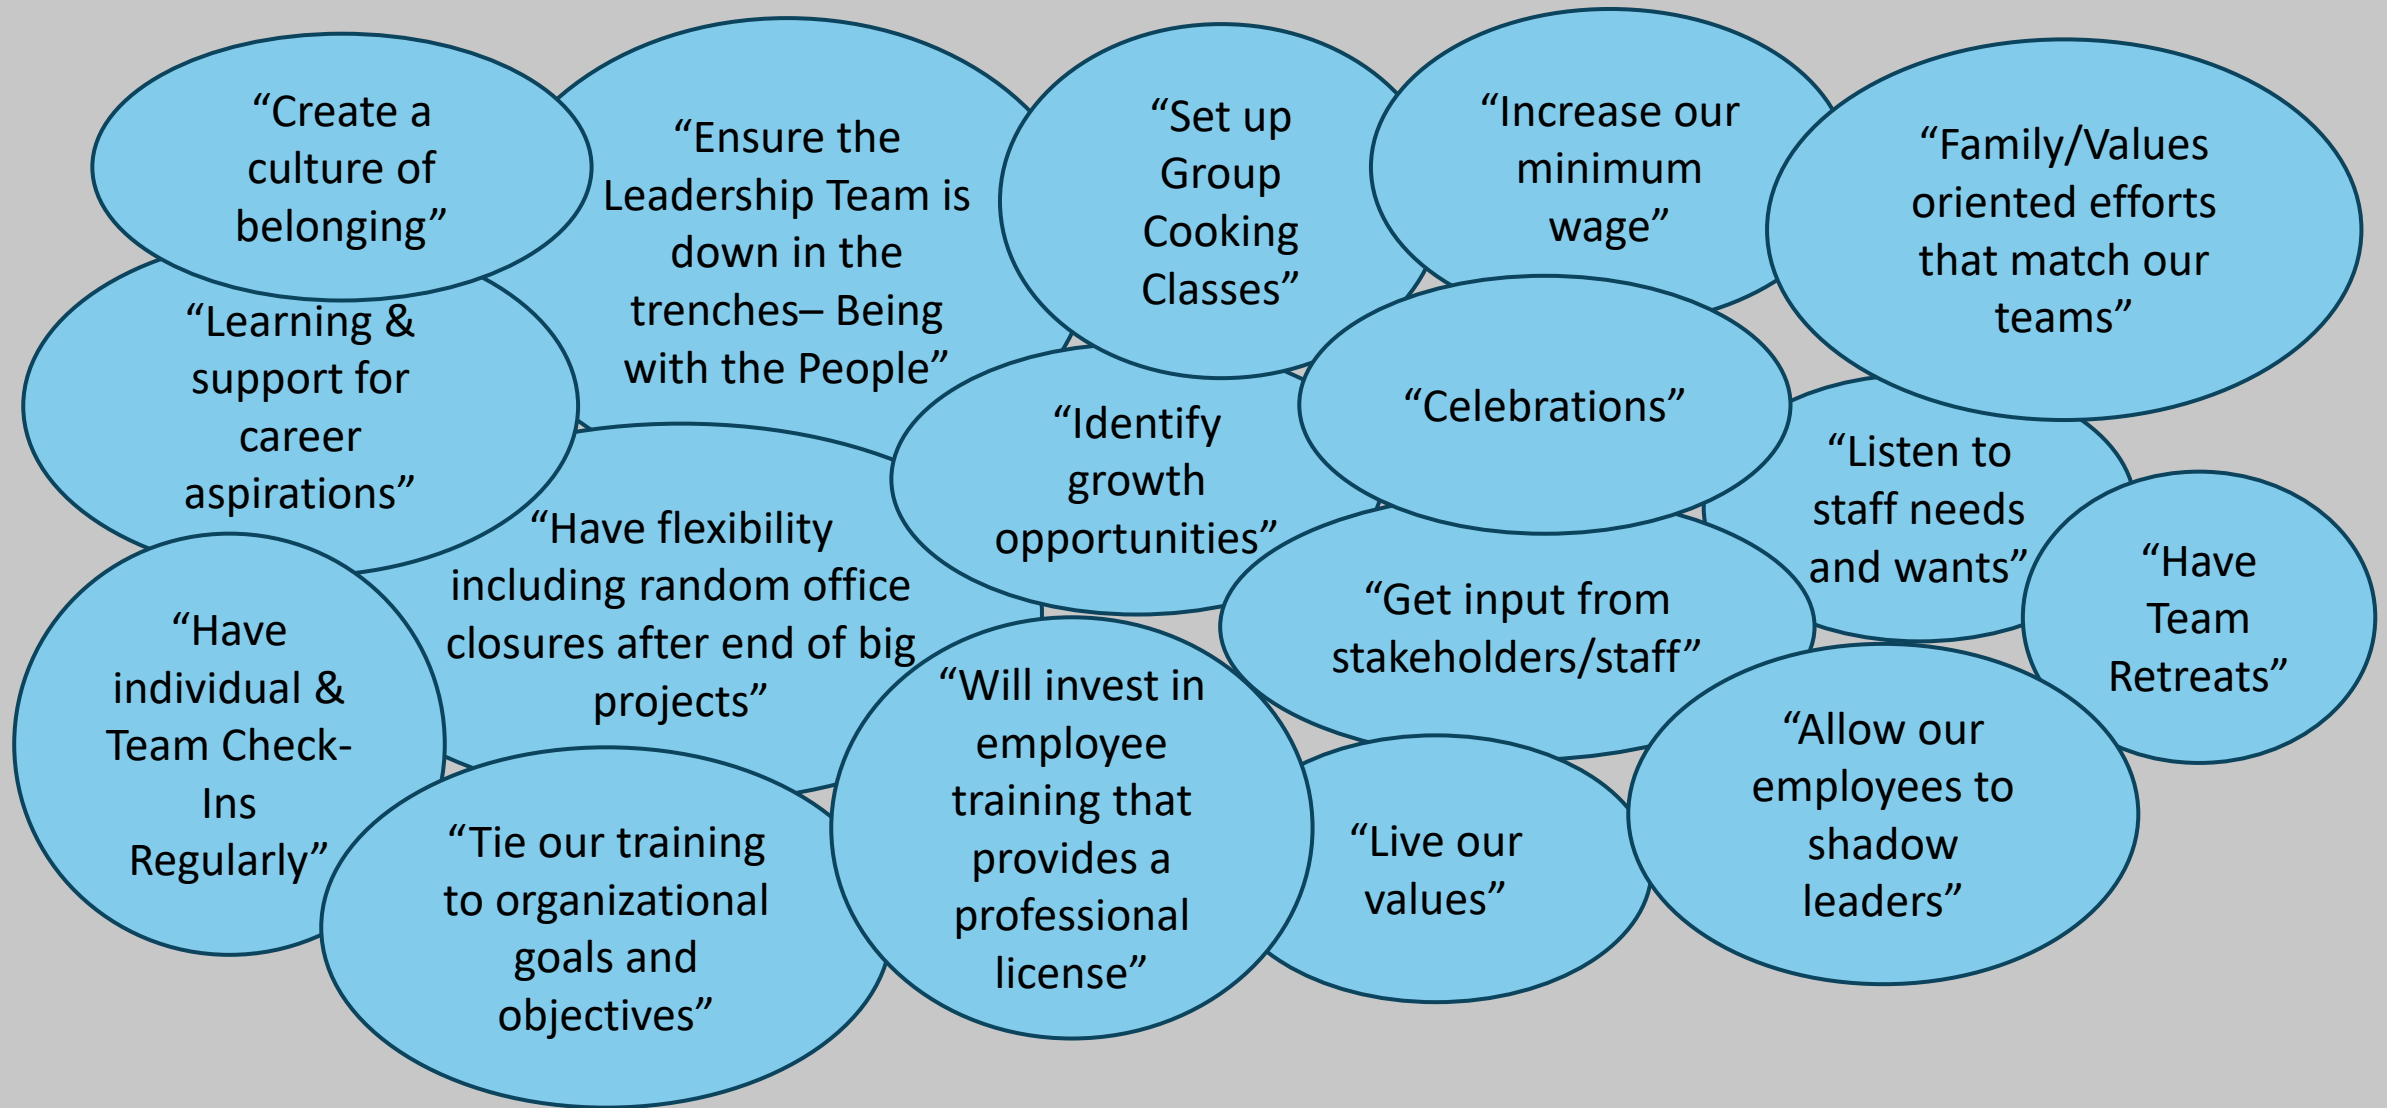 “Create a
culture of
belonging”
“Ensure the
Leadership Team is
down in the
trenches– Being
with the People”
“Set up
Group
Cooking
Classes”
“Increase our
minimum
wage”
“Family/Values
oriented efforts
that match our
teams”
“Learning &
support for
career
aspirations”
“Identify
growth
opportunities”
“Celebrations”
“Listen to
staff needs
and wants”
“Have
Team
Retreats”
“Have flexibility
including random office
closures after end of big
projects”
“Get input from
stakeholders/staff”
“Have
individual &
Team Check-
Ins
Regularly”
“Tie our training
to organizational
goals and
objectives”
“Will invest in
employee
training that
provides a
professional
license”
“Live our
values”
“Allow our
employees to
shadow
leaders”